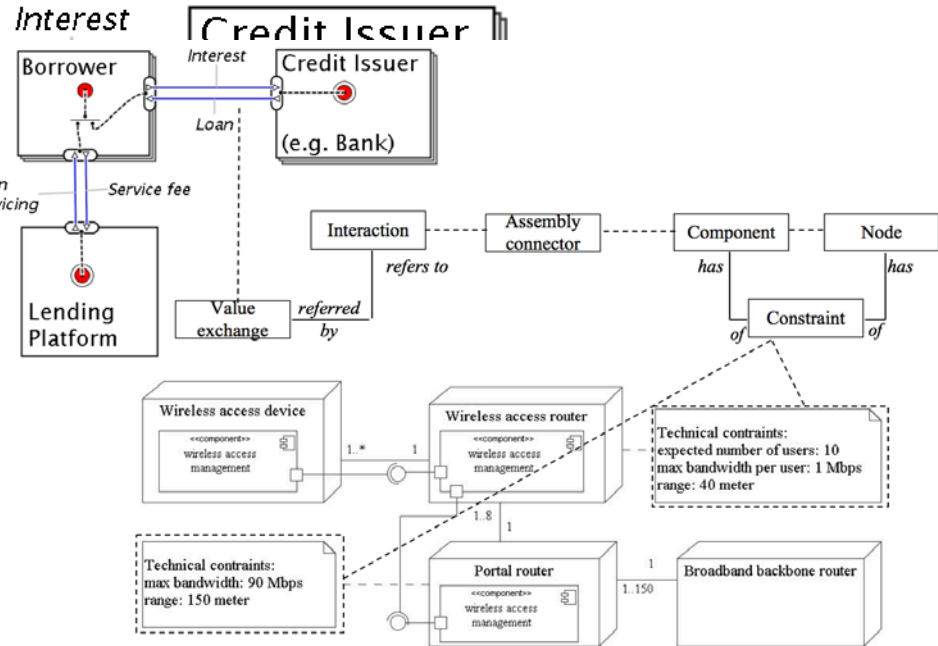 Interest
Credit Issuer
Borrower
Interest
Credit Issuer
Loan
(e.g. Bank)
Service fee
Lending
Platform
Interaction
Assembly
connector
Component
Node
refers to
has
has
Value
exchange
referred
by
Constraint
of
of
Wireless access device
<<component>>
wireless access
management
1..*
1
Wireless access router
<<component>>
wireless access
management
Technical contraints:
expected number of users: 10
max bandwidth per user: 1 Mbps
range: 40 meter
1..8
1
Technical contraints:
max bandwidth: 90 Mbps
range: 150 meter
Portal router
<<component>>
wireless access
management
1
1..150
Broadband backbone router